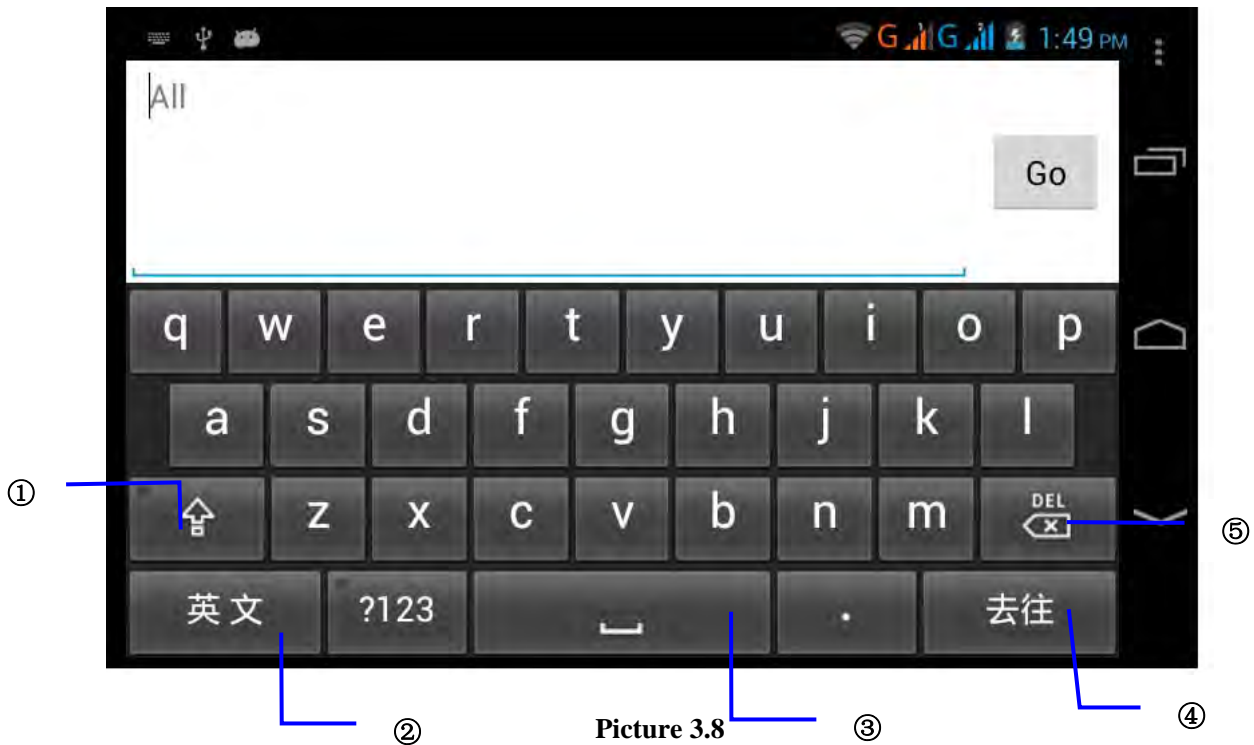 G G 1:49 PM
All
Go
q w e r t y u i o p
a s d f g h j k l
① z x c v b n m DEL ⑤
英文 ?123 . 去往
② Picture 3.8 ③ ④